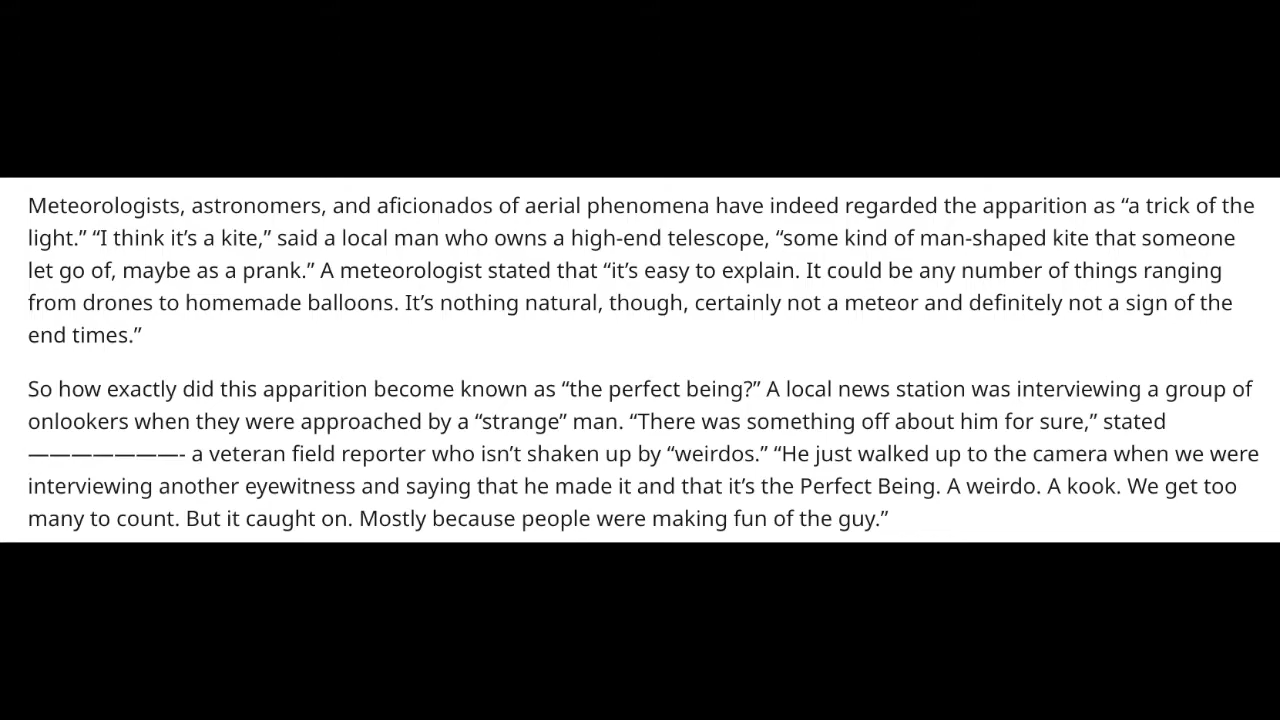 Meteorologists, astronomers, and aficionados of aerial phenomena have indeed regarded the apparition as “a trick of the
light.” “I think it’s a kite,” said a local man who owns a high-end telescope, “some kind of man-shaped kite that someone
let go of, maybe as a prank.” A meteorologist stated that “it’s easy to explain. It could be any number of things ranging
from drones to homemade balloons. It’s nothing natural, though, certainly not a meteor and definitely not a sign of the
end times.”
So how exactly did this apparition become known as “the perfect being?” A local news station was interviewing a group of
onlookers when they were approached by a “strange” man. “There was something off about him for sure,” stated
———————- a veteran field reporter who isn’t shaken up by “weirdos.” “He just walked up to the camera when we were
interviewing another eyewitness and saying that he made it and that it’s the Perfect Being. A weirdo. A kook. We get too
many to count. But it caught on. Mostly because people were making fun of the guy.”